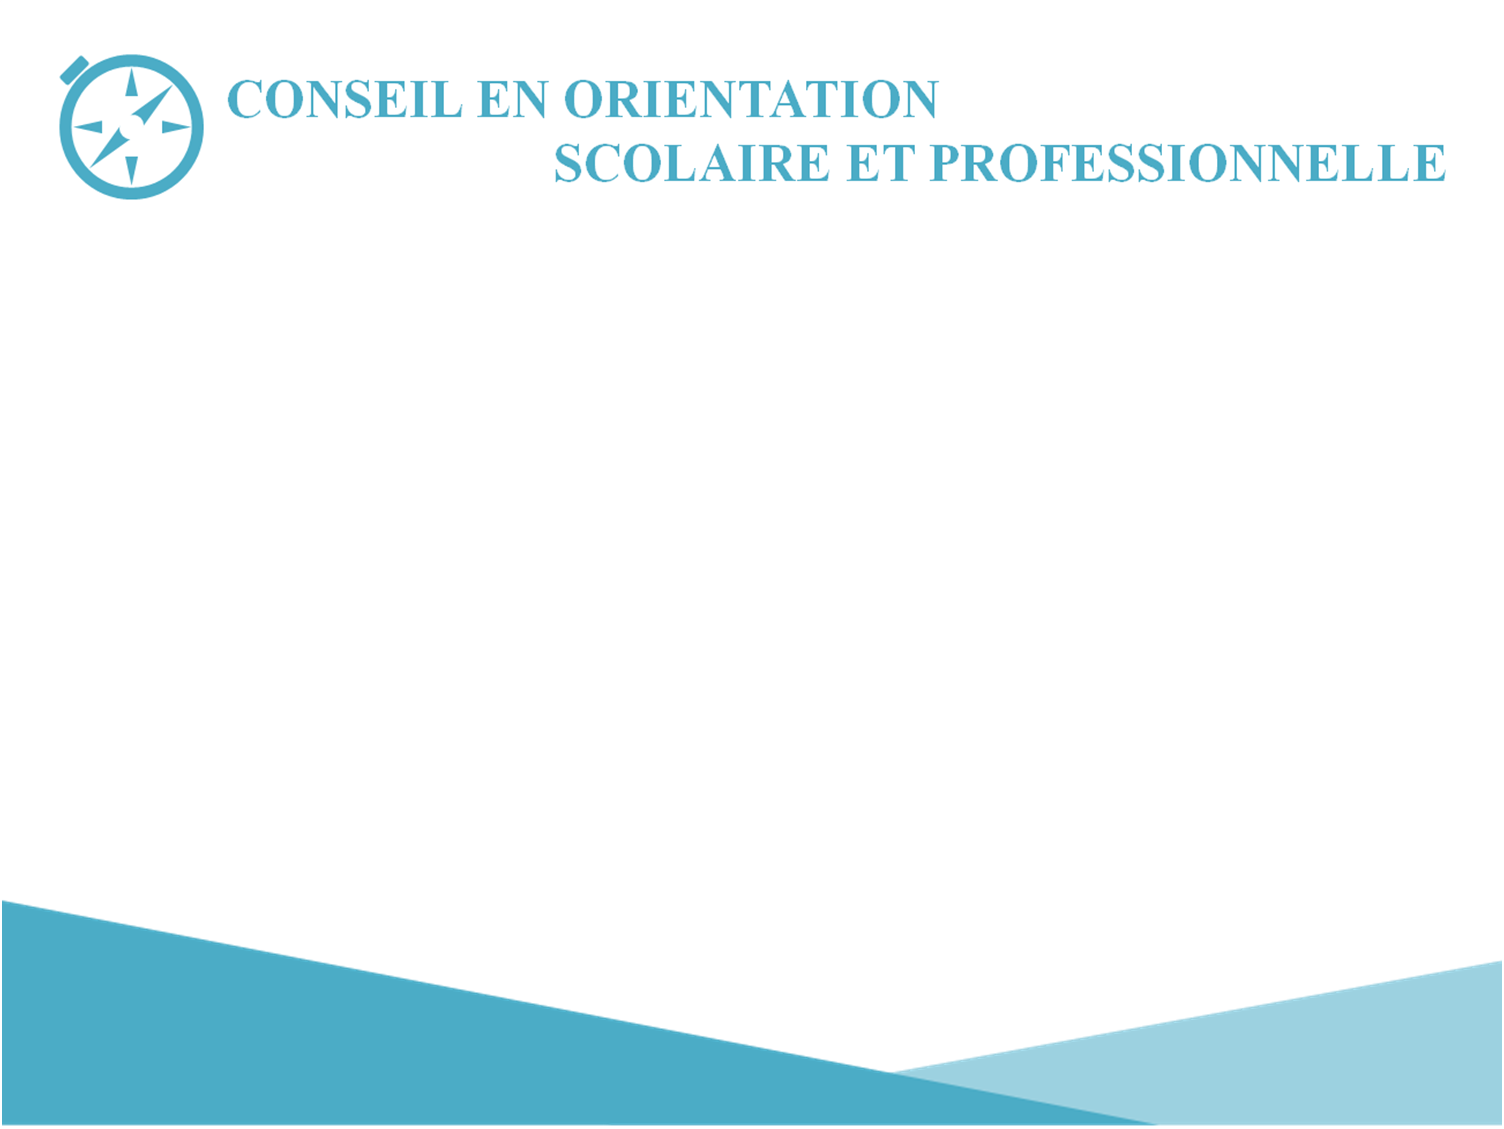 CONSEIL EN ORIENTATION
SCOLAIRE ET PROFESSIONNELLE